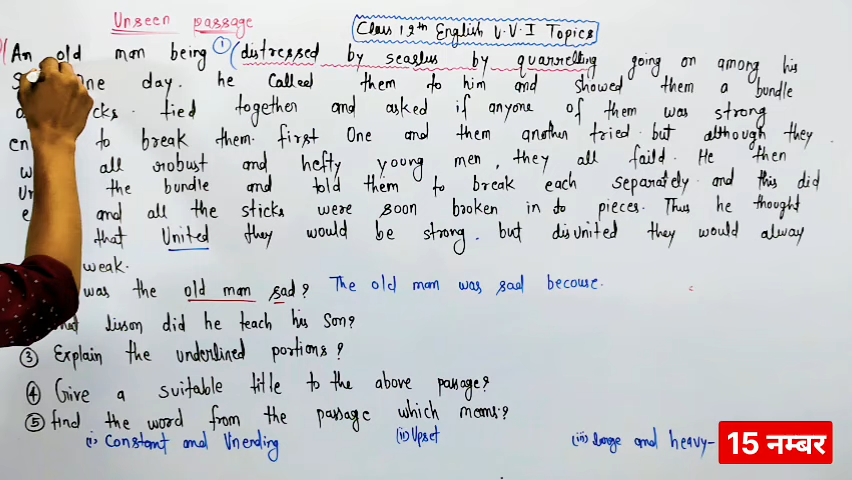 Unseen passage
Class 12th English V.V.I Topics
An old man being ① (distressed by seaslus by quarrelling going on among his
One day. he called them to him and showed them a bundle
tied together and asked if anyone of them was strong
to break them. first One and them another tried but although they
all robust and hefty young men, they all faild. He then
the bundle and told them to break each separately and this did
and all the sticks were soon broken in to pieces. Thus he thought
that United they would be strong. but disunited they would alway
weak.
was the old man sad? The old man was sad becouse.
lisson did he teach his Son?
③ Explain the underlined portions?
④ Give a suitable title to the above passage?
⑤ find the word from the passage which means?
(i) Constant and Unending (ii) Upset (iii) large and heavy-
15 नम्बर